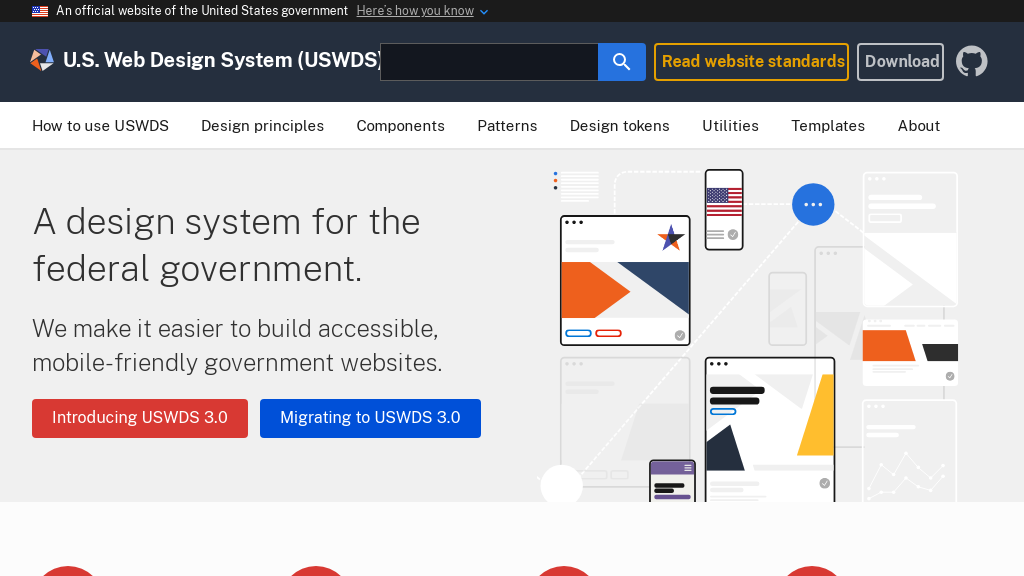 An official website of the United States government Here's how you know
U.S. Web Design System (USWDS)
Read website standards
Download
How to use USWDS
Design principles
Components
Patterns
Design tokens
Utilities
Templates
About
A design system for the
federal government.
We make it easier to build accessible,
mobile-friendly government websites.
Introducing USWDS 3.0
Migrating to USWDS 3.0